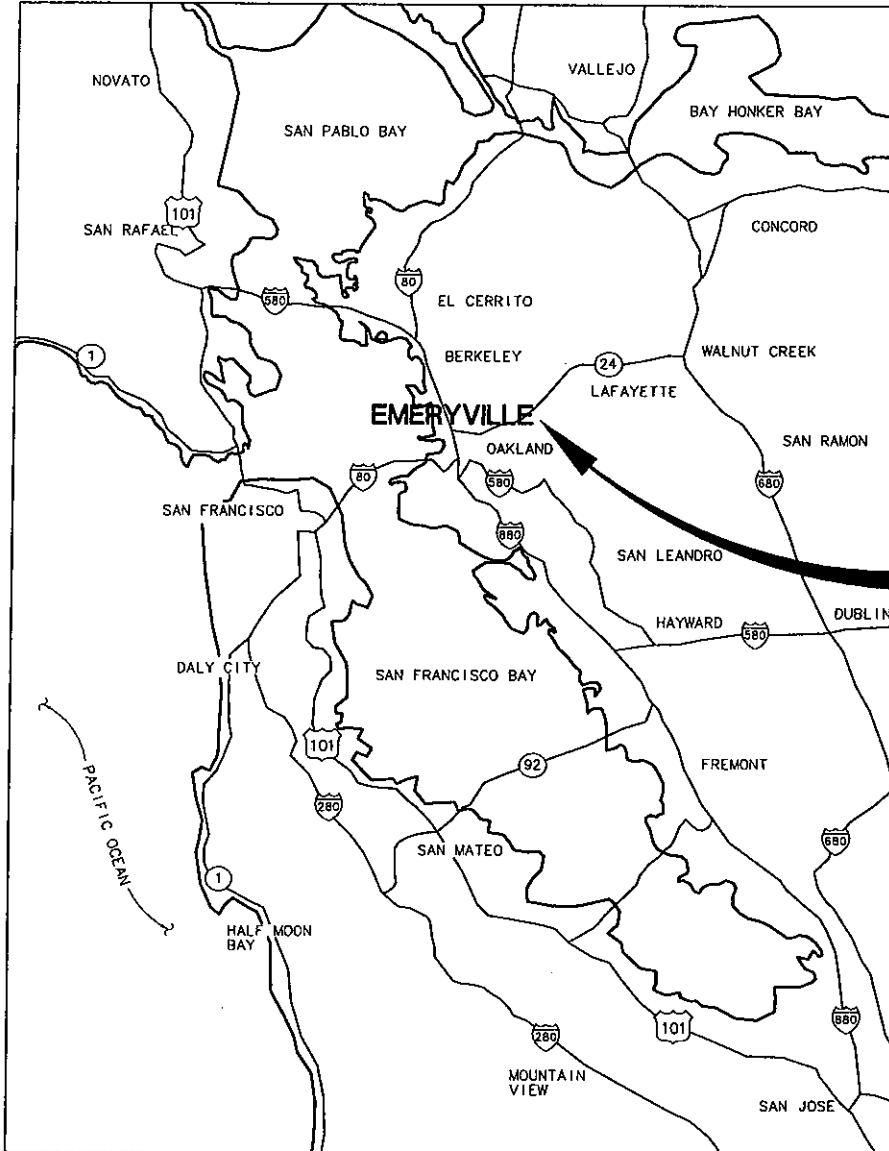 NOVATO
VALLEJO
BAY HONKER BAY
SAN PABLO BAY
101
SAN RAFAEL
CONCORD
80
580
EL CERRITO
1
BERKELEY
WALNUT CREEK
24
LAFAYETTE
EMERYVILLE
SAN RAMON
OAKLAND
80
580
680
SAN FRANCISCO
880
SAN LEANDRO
DUBLIN
HAYWARD
580
DALY CITY
SAN FRANCISCO BAY
101
92
FREMONT
PACIFIC OCEAN
280
680
SAN MATEO
1
HALF MOON
BAY
880
101
280
MOUNTAIN
VIEW
SAN JOSE